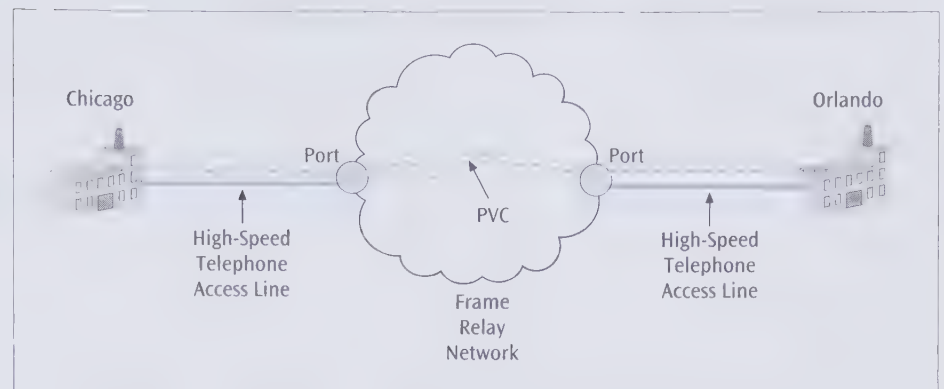 Chicago
Orlando
Port
Port
PVC
High-Speed
Telephone
Access Line
High-Speed
Telephone
Access Line
Frame
Relay
Network